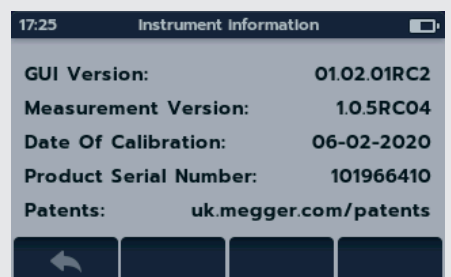 17:25 Instrument Information
GUI Version: 01.02.01RC2
Measurement Version: 1.0.5RC04
Date Of Calibration: 06-02-2020
Product Serial Number: 101966410
Patents: uk.megger.com/patents